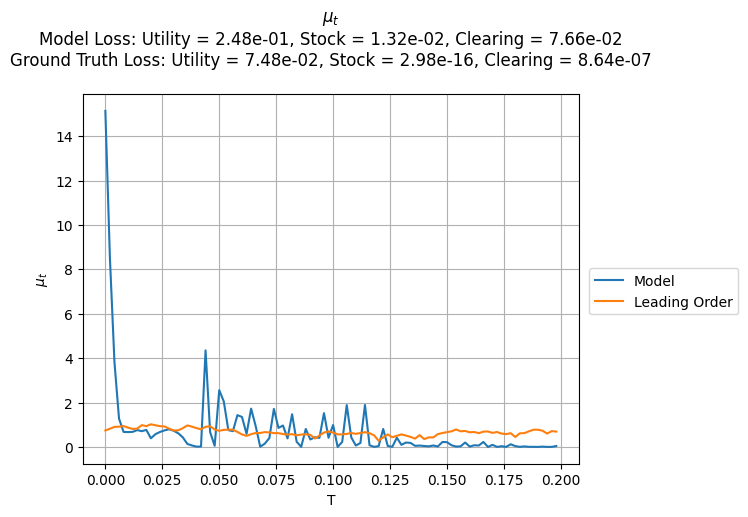 μₜ
Model Loss: Utility = 2.48e-01, Stock = 1.32e-02, Clearing = 7.66e-02
Ground Truth Loss: Utility = 7.48e-02, Stock = 2.98e-16, Clearing = 8.64e-07
14
12
10
8
6
4
2
0
μₜ
0.000 0.025 0.050 0.075 0.100 0.125 0.150 0.175 0.200
T
Model
Leading Order